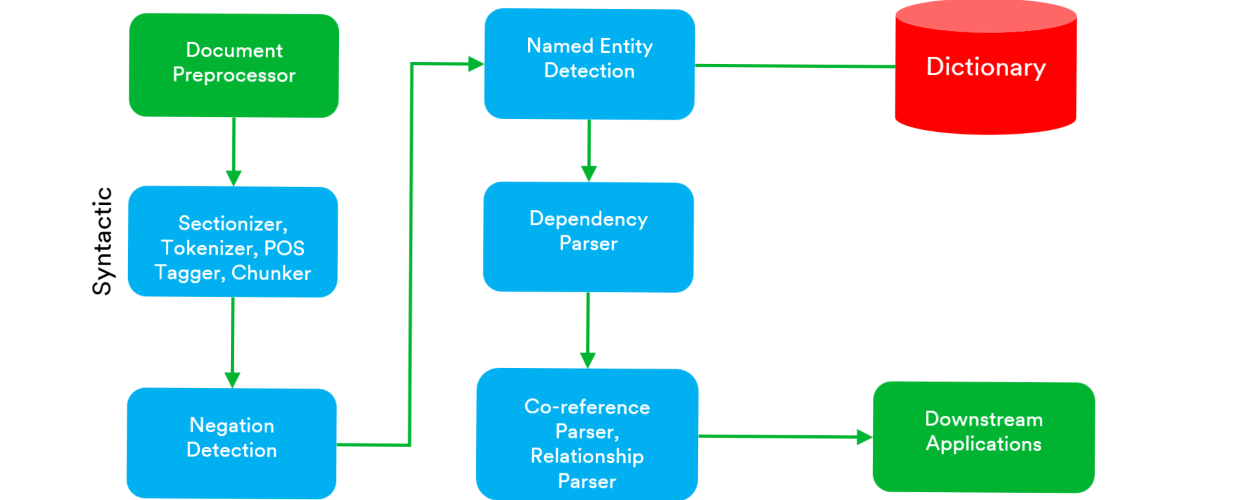 Document
Preprocessor
Syntactic
Sectionizer,
Tokenizer, POS
Tagger, Chunker
Negation
Detection
Named Entity
Detection
Dictionary
Dependency
Parser
Co-reference
Parser,
Relationship
Parser
Downstream
Applications